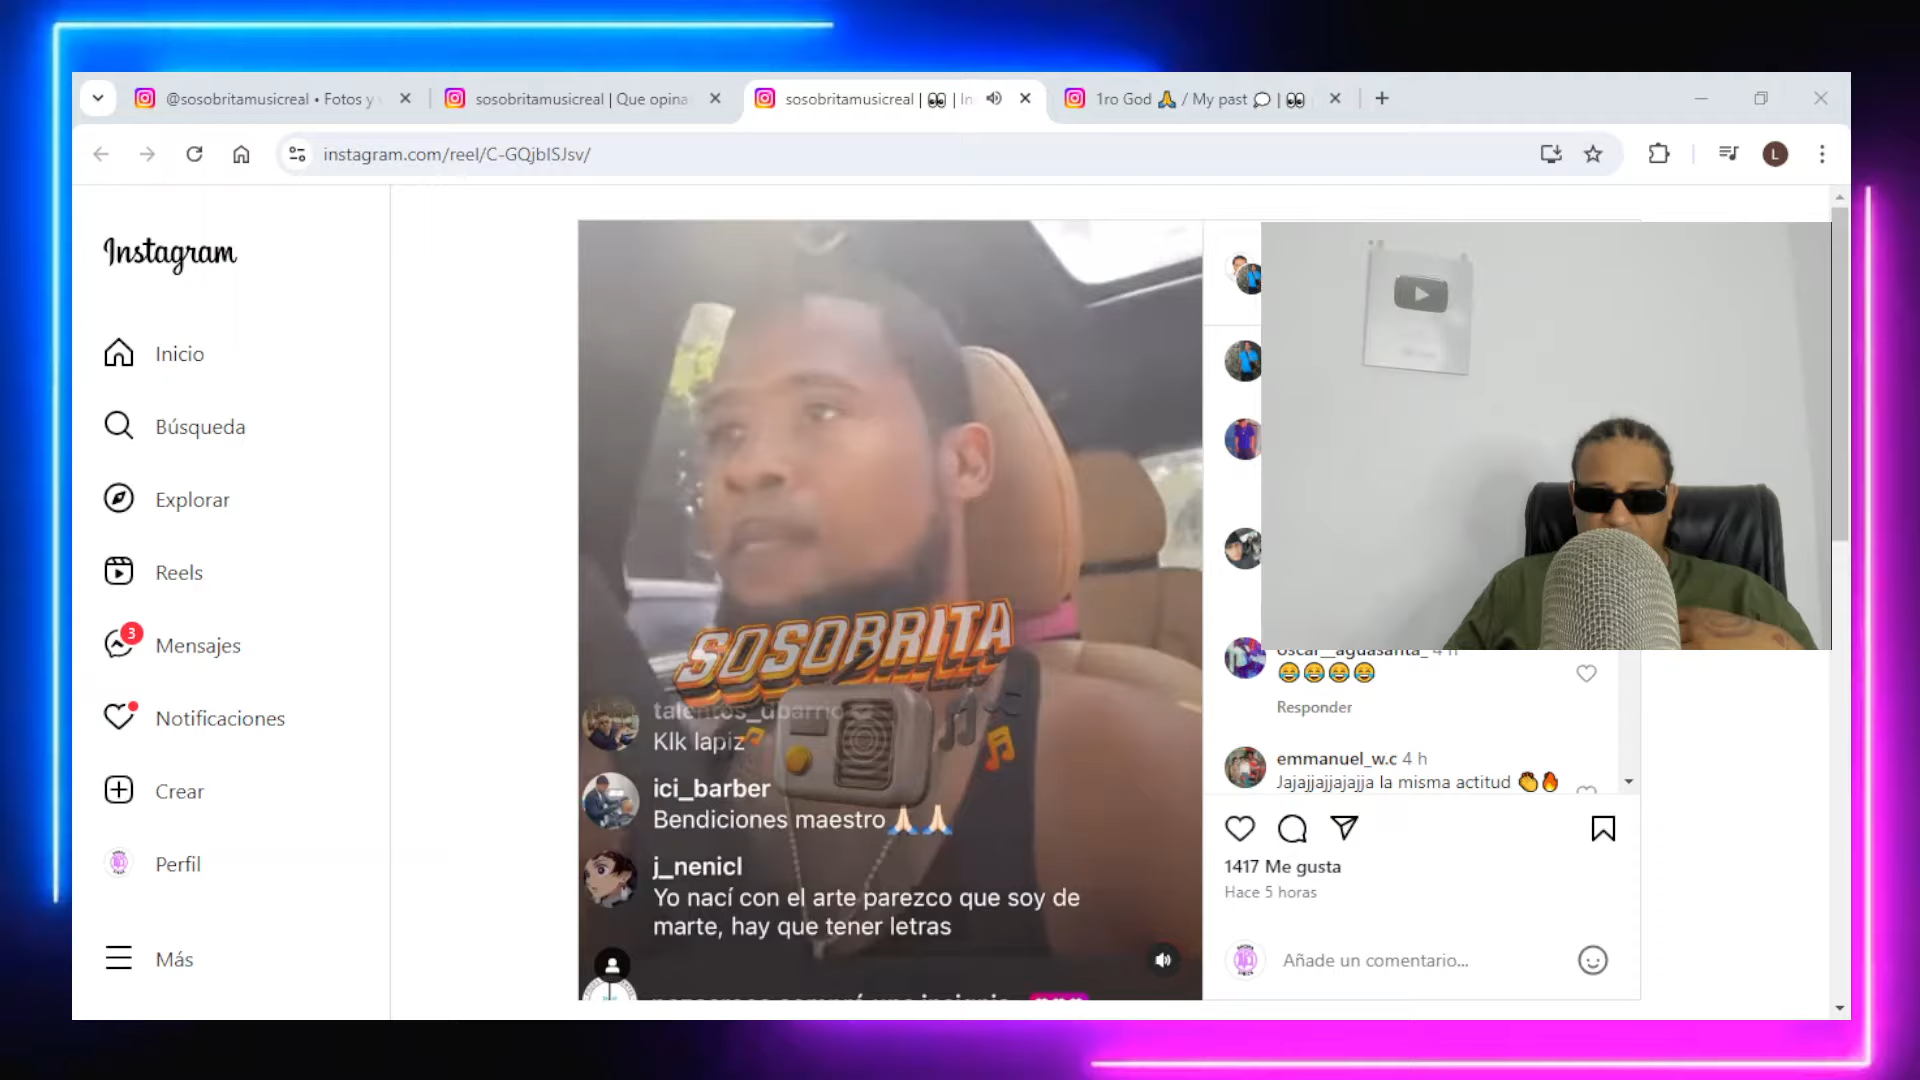 @sosobritamusicreal • Fotos y
sosobritamusicreal | Que opina
sosobritamusicreal | 👀 | In
1ro God 🙏 / My past 💭 | 👀
instagram.com/reel/C-GQjblSJsv/
L
Instagram
Inicio
Búsqueda
Explorar
Reels
3
Mensajes
Notificaciones
Crear
Perfil
Más
SOSOBRITA
Klk lapiz
ici_barber
Bendiciones maestro🙏🏻🙏🏻
j_nenicl
Yo nací con el arte parezco que soy de
marte, hay que tener letras
oscar__aguasanta_ 4 h
😂😂😂😂
Responder
emmanuel_w.c 4 h
Jajajjajjajajja la misma actitud 👏🔥
1417 Me gusta
Hace 5 horas
Añade un comentario...